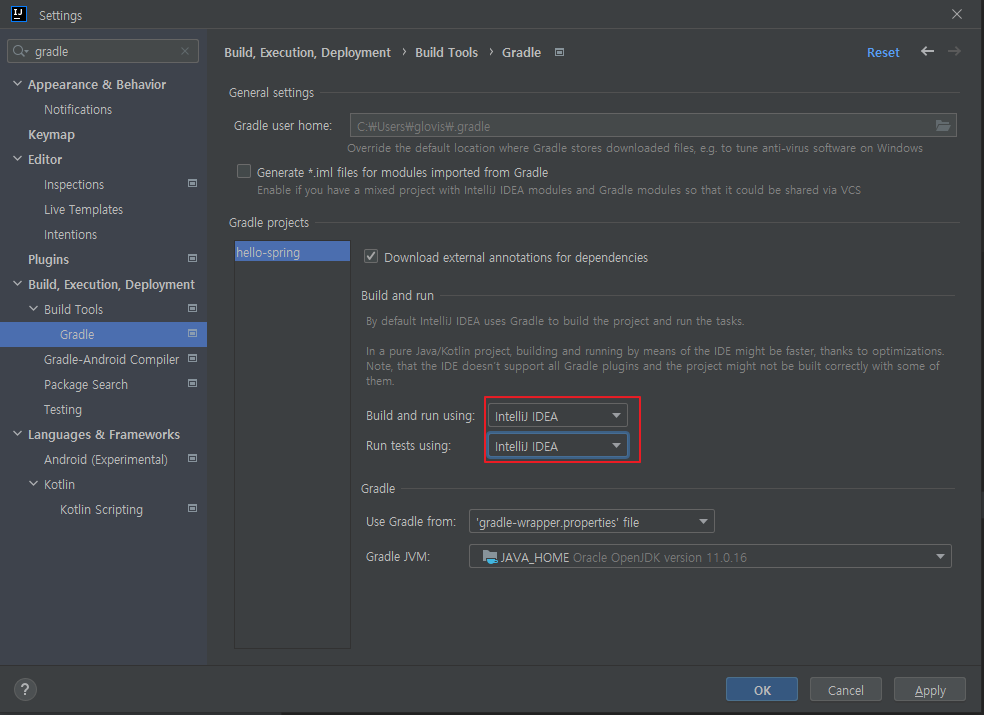 IJ
Settings
gradle
Appearance & Behavior
Notifications
Keymap
Editor
Inspections
Live Templates
Intentions
Plugins
Build, Execution, Deployment
Build Tools
Gradle
Gradle-Android Compiler
Package Search
Testing
Languages & Frameworks
Android (Experimental)
Kotlin
Kotlin Scripting
Build, Execution, Deployment › Build Tools › Gradle
Reset
General settings
Gradle user home:
C:₩Users₩glovis₩.gradle
Override the default location where Gradle stores downloaded files, e.g. to tune anti-virus software on Windows
Generate *.iml files for modules imported from Gradle
Enable if you have a mixed project with IntelliJ IDEA modules and Gradle modules so that it could be shared via VCS
Gradle projects
hello-spring
Download external annotations for dependencies
Build and run
By default IntelliJ IDEA uses Gradle to build the project and run the tasks.
In a pure Java/Kotlin project, building and running by means of the IDE might be faster, thanks to optimizations.
Note, that the IDE doesn't support all Gradle plugins and the project might not be built correctly with some of
them.
Build and run using: IntelliJ IDEA
Run tests using: IntelliJ IDEA
Gradle
Use Gradle from: 'gradle-wrapper.properties' file
Gradle JVM: JAVA_HOME Oracle OpenJDK version 11.0.16
?
OK
Cancel
Apply